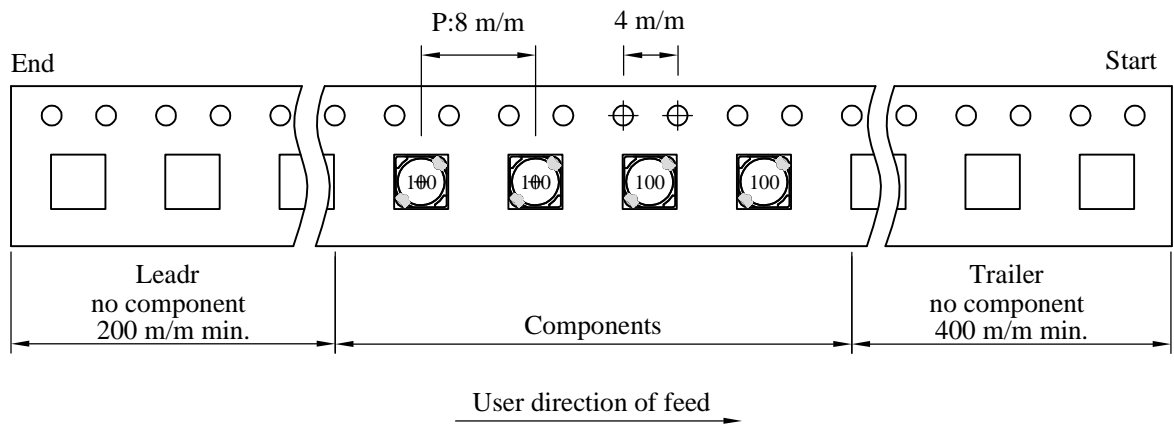 P:8 m/m
4 m/m
End
Start
100
100
100
100
Leadr
no component
200 m/m min.
Components
Trailer
no component
400 m/m min.
User direction of feed